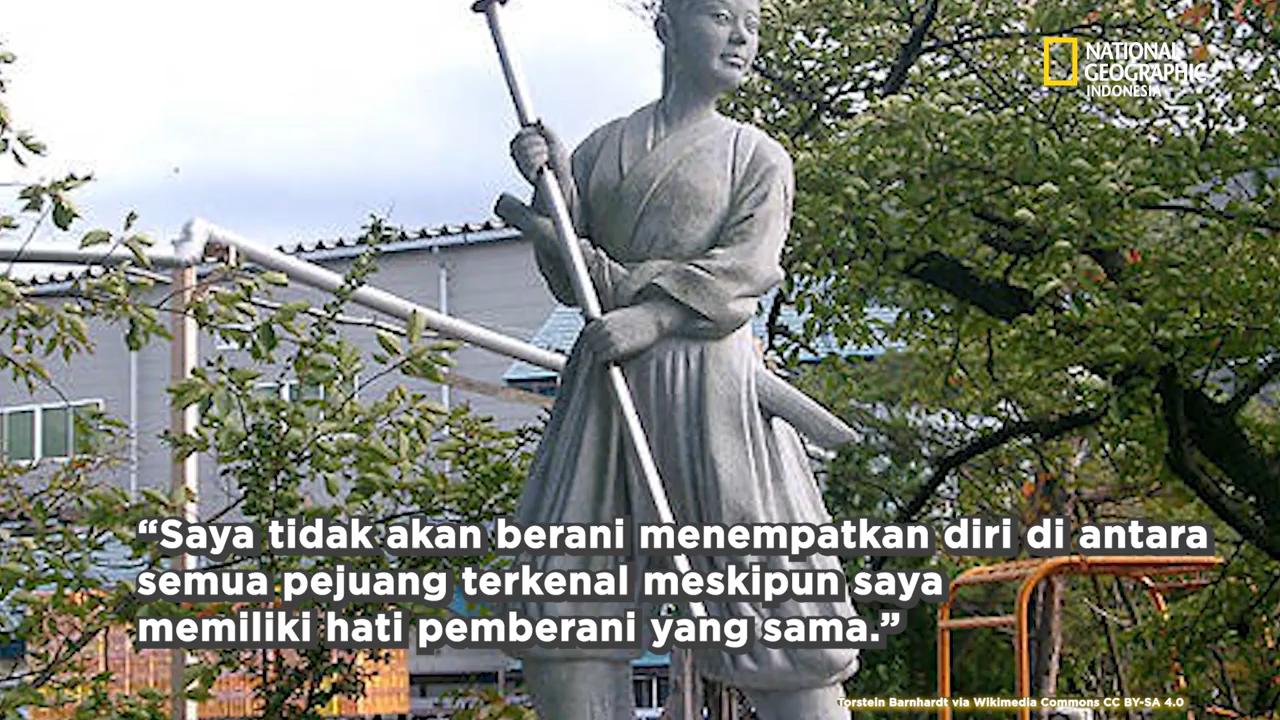 NATIONAL
GEOGRAPHIC
INDONESIA
“Saya tidak akan berani menempatkan diri di antara
semua pejuang terkenal meskipun saya
memiliki hati pemberani yang sama.”
Torstein Barnhardt via Wikimedia Commons CC BY-SA 4.0